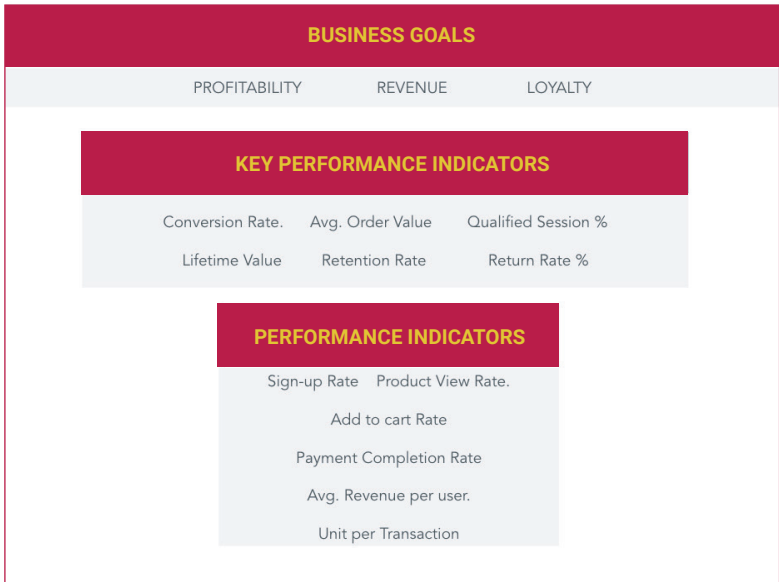 BUSINESS GOALS
PROFITABILITY REVENUE LOYALTY
KEY PERFORMANCE INDICATORS
Conversion Rate. Avg. Order Value Qualified Session %
Lifetime Value Retention Rate Return Rate %
PERFORMANCE INDICATORS
Sign-up Rate Product View Rate.
Add to cart Rate
Payment Completion Rate
Avg. Revenue per user.
Unit per Transaction